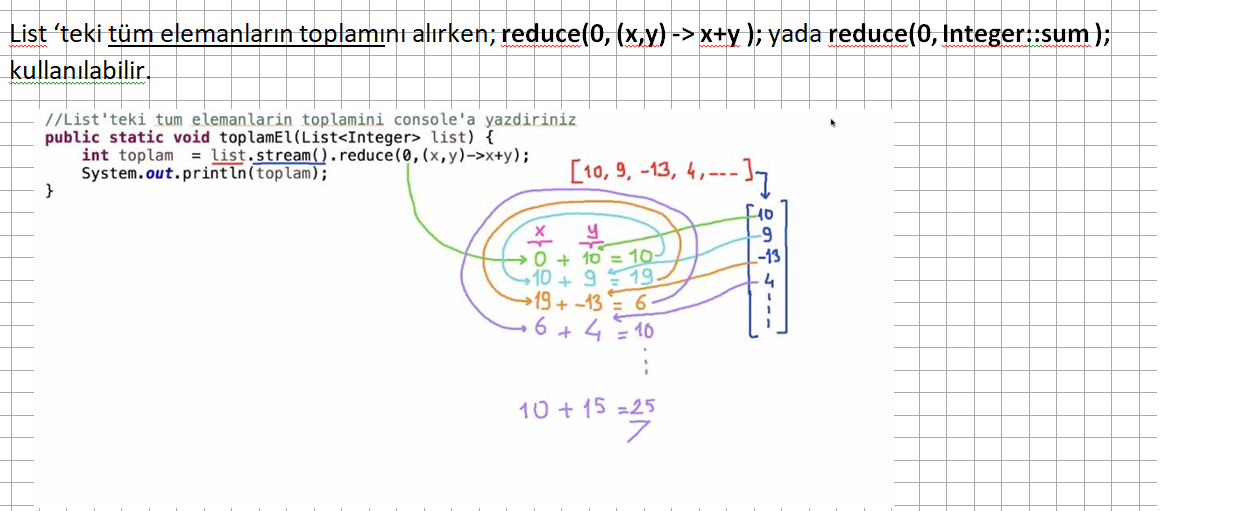 List ‘teki tüm elemanların toplamını alırken; reduce(0, (x,y) -> x+y ); yada reduce(0, Integer::sum );
kullanılabilir.
//List'teki tum elemanlarin toplamini console'a yazdiriniz
public static void toplamEl(List<Integer> list) {
int toplam = list.stream().reduce(0,(x,y)->x+y);
System.out.println(toplam);
}
[10, 9, -13, 4,---]
10
9
-13
4
x y
0 + 10 = 10
10 + 9 = 19
19 + -13 = 6
6 + 4 = 10
10 + 15 = 25